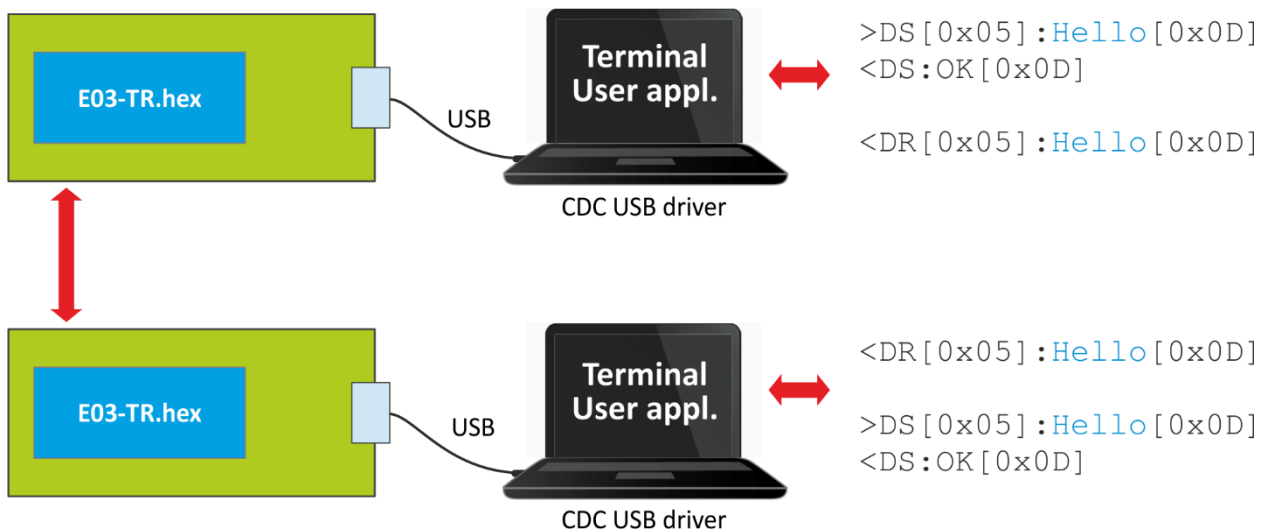 E03-TR.hex
USB
Terminal
User appl.
CDC USB driver
>DS[0x05]:Hello[0x0D]
<DS:OK[0x0D]
<DR[0x05]:Hello[0x0D]
E03-TR.hex
USB
Terminal
User appl.
CDC USB driver
<DR[0x05]:Hello[0x0D]
>DS[0x05]:Hello[0x0D]
<DS:OK[0x0D]